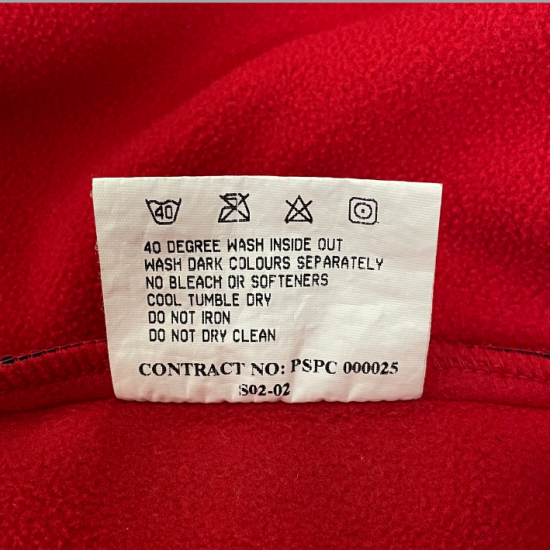 40
40 DEGREE WASH INSIDE OUT
WASH DARK COLOURS SEPARATELY
NO BLEACH OR SOFTENERS
COOL TUMBLE DRY
DO NOT IRON
DO NOT DRY CLEAN
CONTRACT NO: PSPC 000025
S02-02